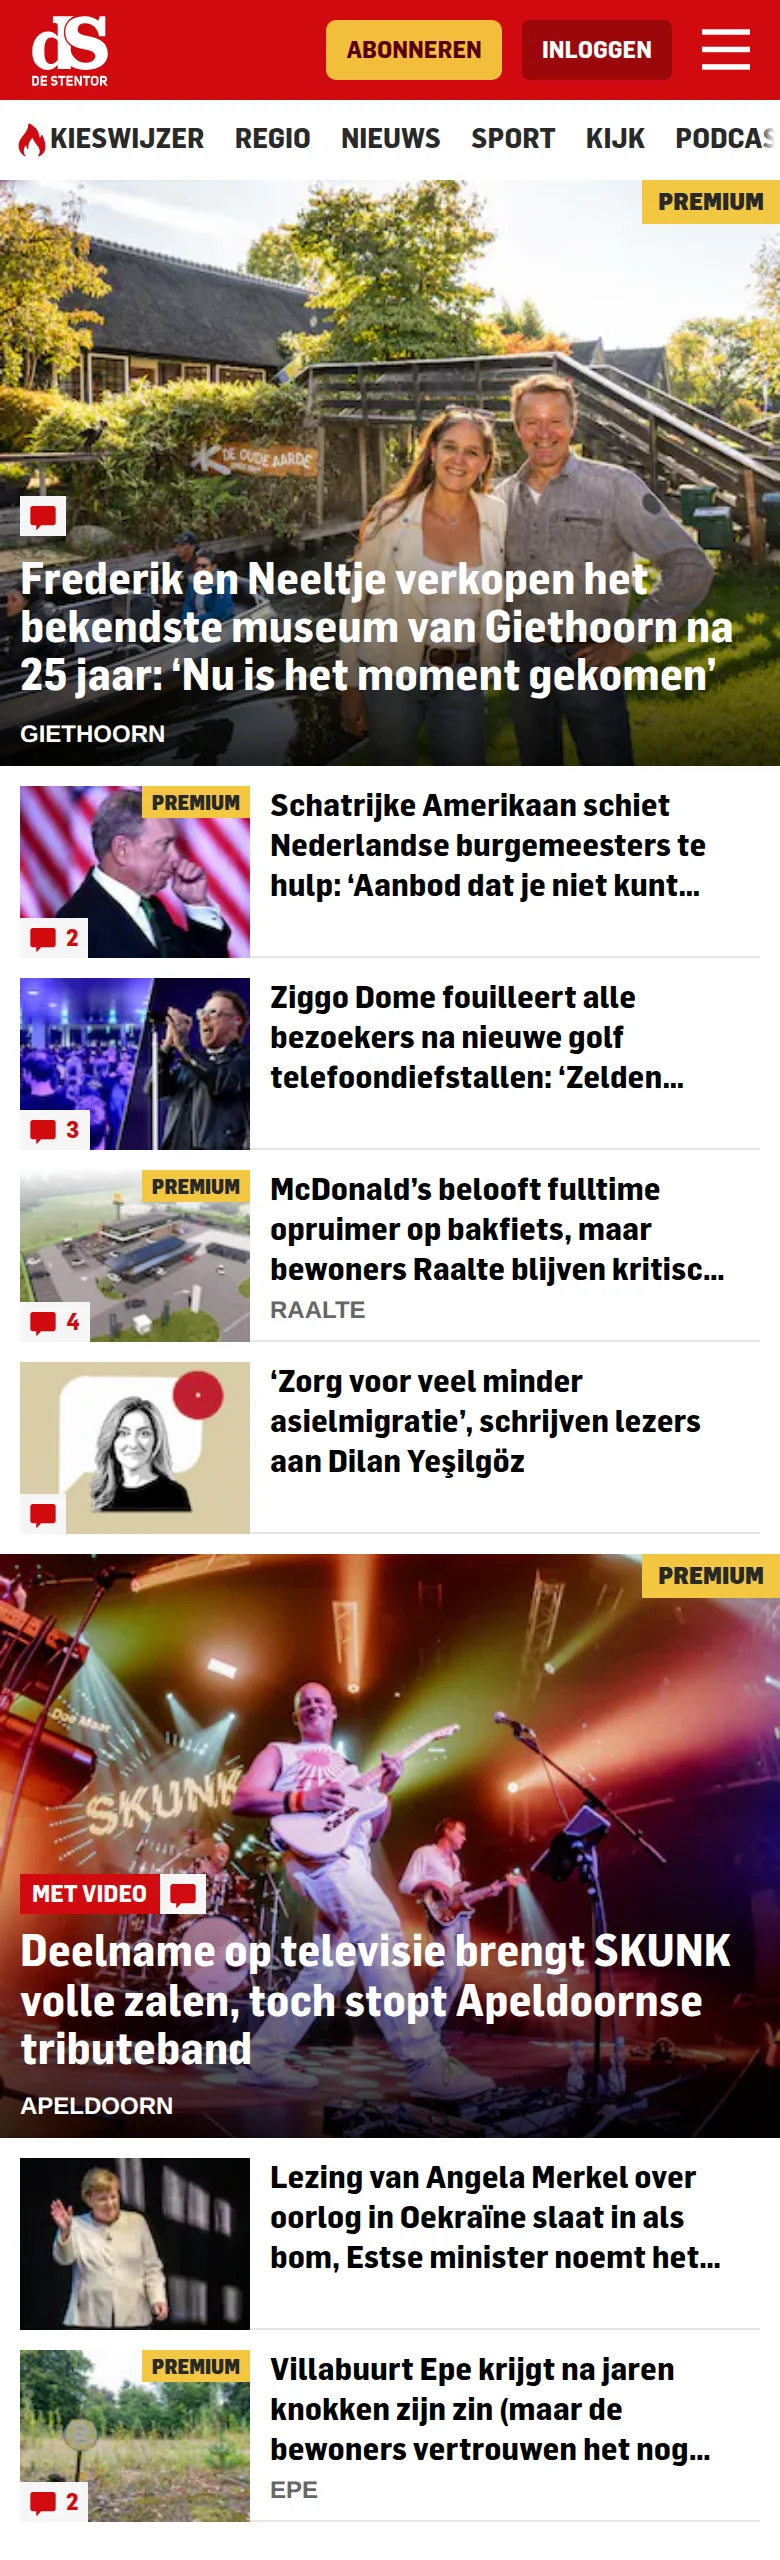 dS
DE STENTOR
ABONNEREN
INLOGGEN
KIESWIJZER REGIO NIEUWS SPORT KIJK PODCAS
PREMIUM
DE OUDE AARDE
Frederik en Neeltje verkopen het
bekendste museum van Giethoorn na
25 jaar: ‘Nu is het moment gekomen’
GIETHOORN
PREMIUM
2
Schatrijke Amerikaan schiet
Nederlandse burgemeesters te
hulp: ‘Aanbod dat je niet kunt...
3
Ziggo Dome fouilleert alle
bezoekers na nieuwe golf
telefoondiefstallen: ‘Zelden...
PREMIUM
4
McDonald’s belooft fulltime
opruimer op bakfiets, maar
bewoners Raalte blijven kritisc...
RAALTE
‘Zorg voor veel minder
asielmigratie’, schrijven lezers
aan Dilan Yeşilgöz
PREMIUM
Doe Maar
SKUNK
MET VIDEO
Deelname op televisie brengt SKUNK
volle zalen, toch stopt Apeldoornse
tributeband
APELDOORN
Lezing van Angela Merkel over
oorlog in Oekraïne slaat in als
bom, Estse minister noemt het...
PREMIUM
2
Villabuurt Epe krijgt na jaren
knokken zijn zin (maar de
bewoners vertrouwen het nog...
EPE